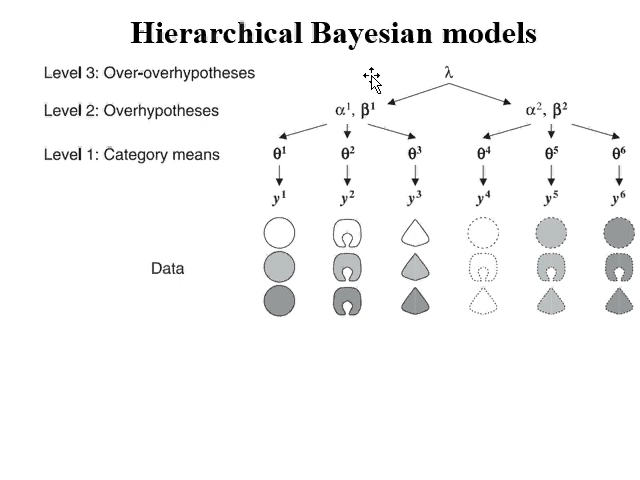 Hierarchical Bayesian models
Level 3: Over-overhypotheses λ
Level 2: Overhypotheses α¹, β¹ α², β²
Level 1: Category means θ¹ θ² θ³ θ⁴ θ⁵ θ⁶
y¹ y² y³ y⁴ y⁵ y⁶
Data